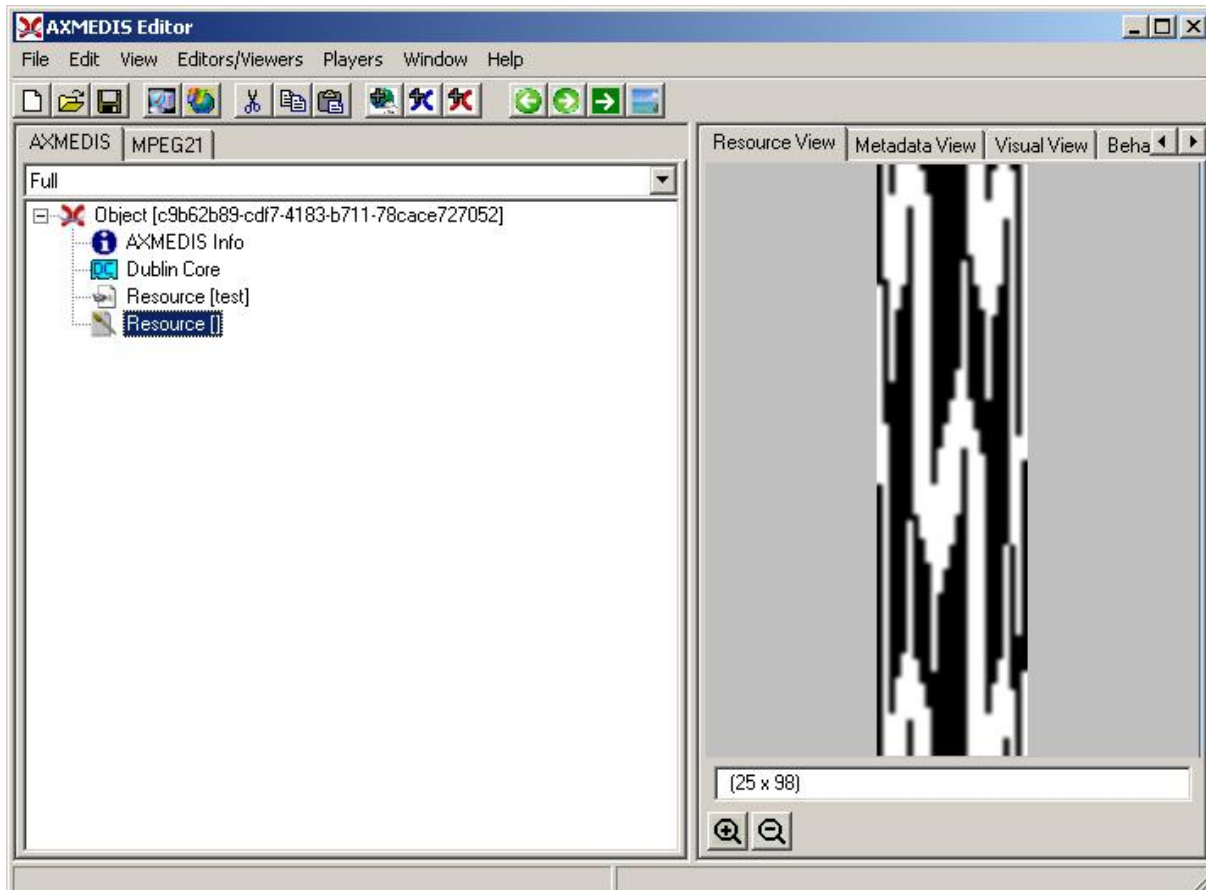 AXMEDIS Editor
File Edit View Editors/Viewers Players Window Help
AXMEDIS MPEG21
Resource View Metadata View Visual View Beha
Full
Object [c9b62b89-cdf7-4183-b711-78cace727052]
AXMEDIS Info
DC Dublin Core
Resource [test]
Resource []
(25 x 98)